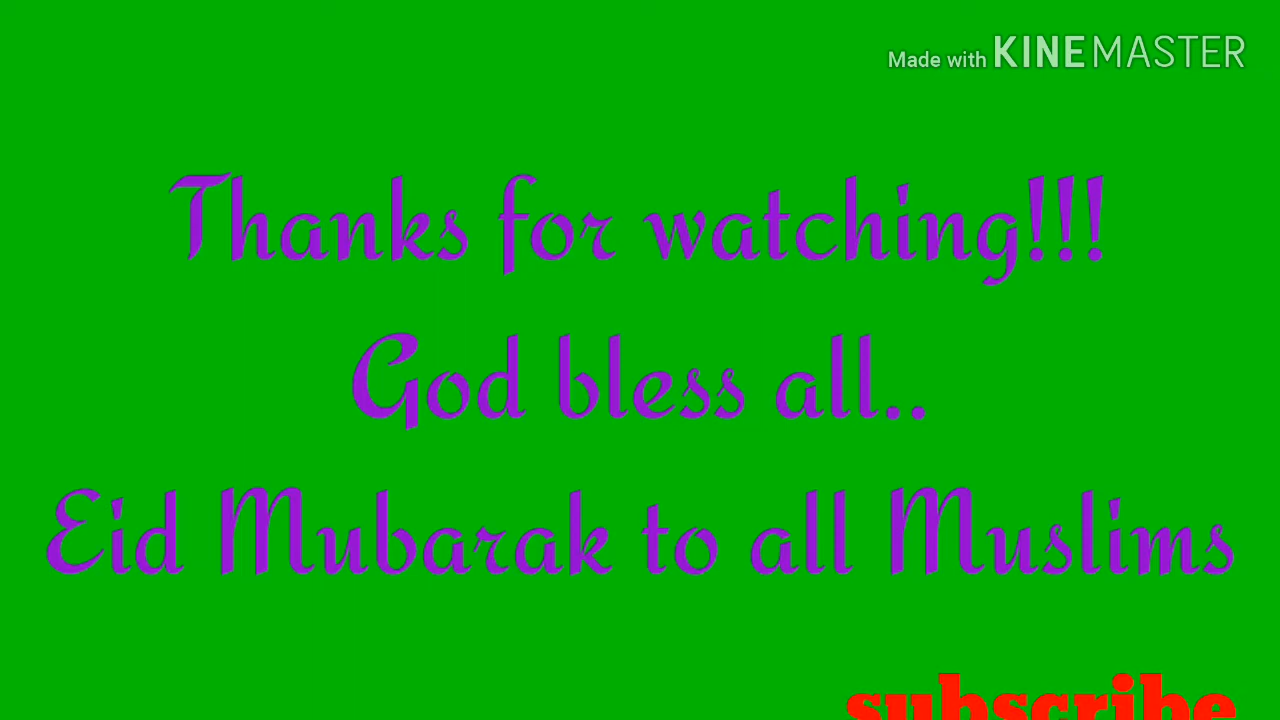 Made with KINEMASTER
Thanks for watching!!!
God bless all..
Eid Mubarak to all Muslims
subscribe